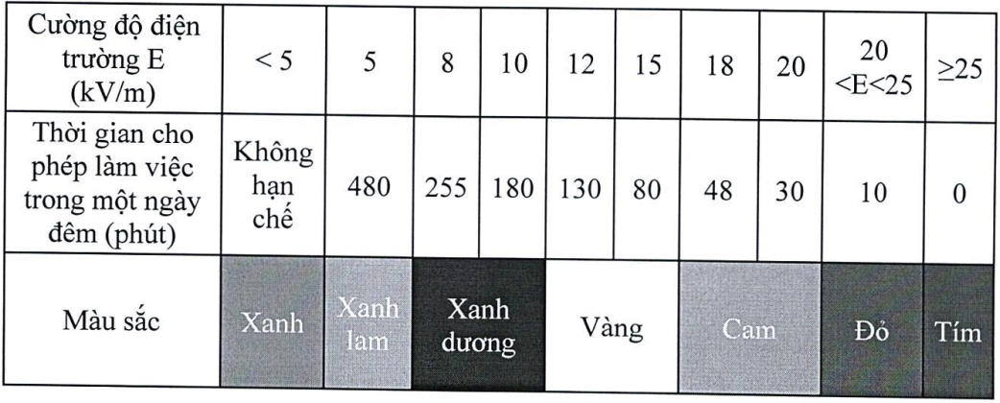 Cường độ điện
trường E
(kV/m)
< 5
5
8
10
12
15
18
20
20
<E<25
≥25
Thời gian cho
phép làm việc
trong một ngày
đêm (phút)
Không
hạn
chế
480
255
180
130
80
48
30
10
0
Màu sắc
Xanh
Xanh
lam
Xanh
dương
Vàng
Cam
Đỏ
Tím